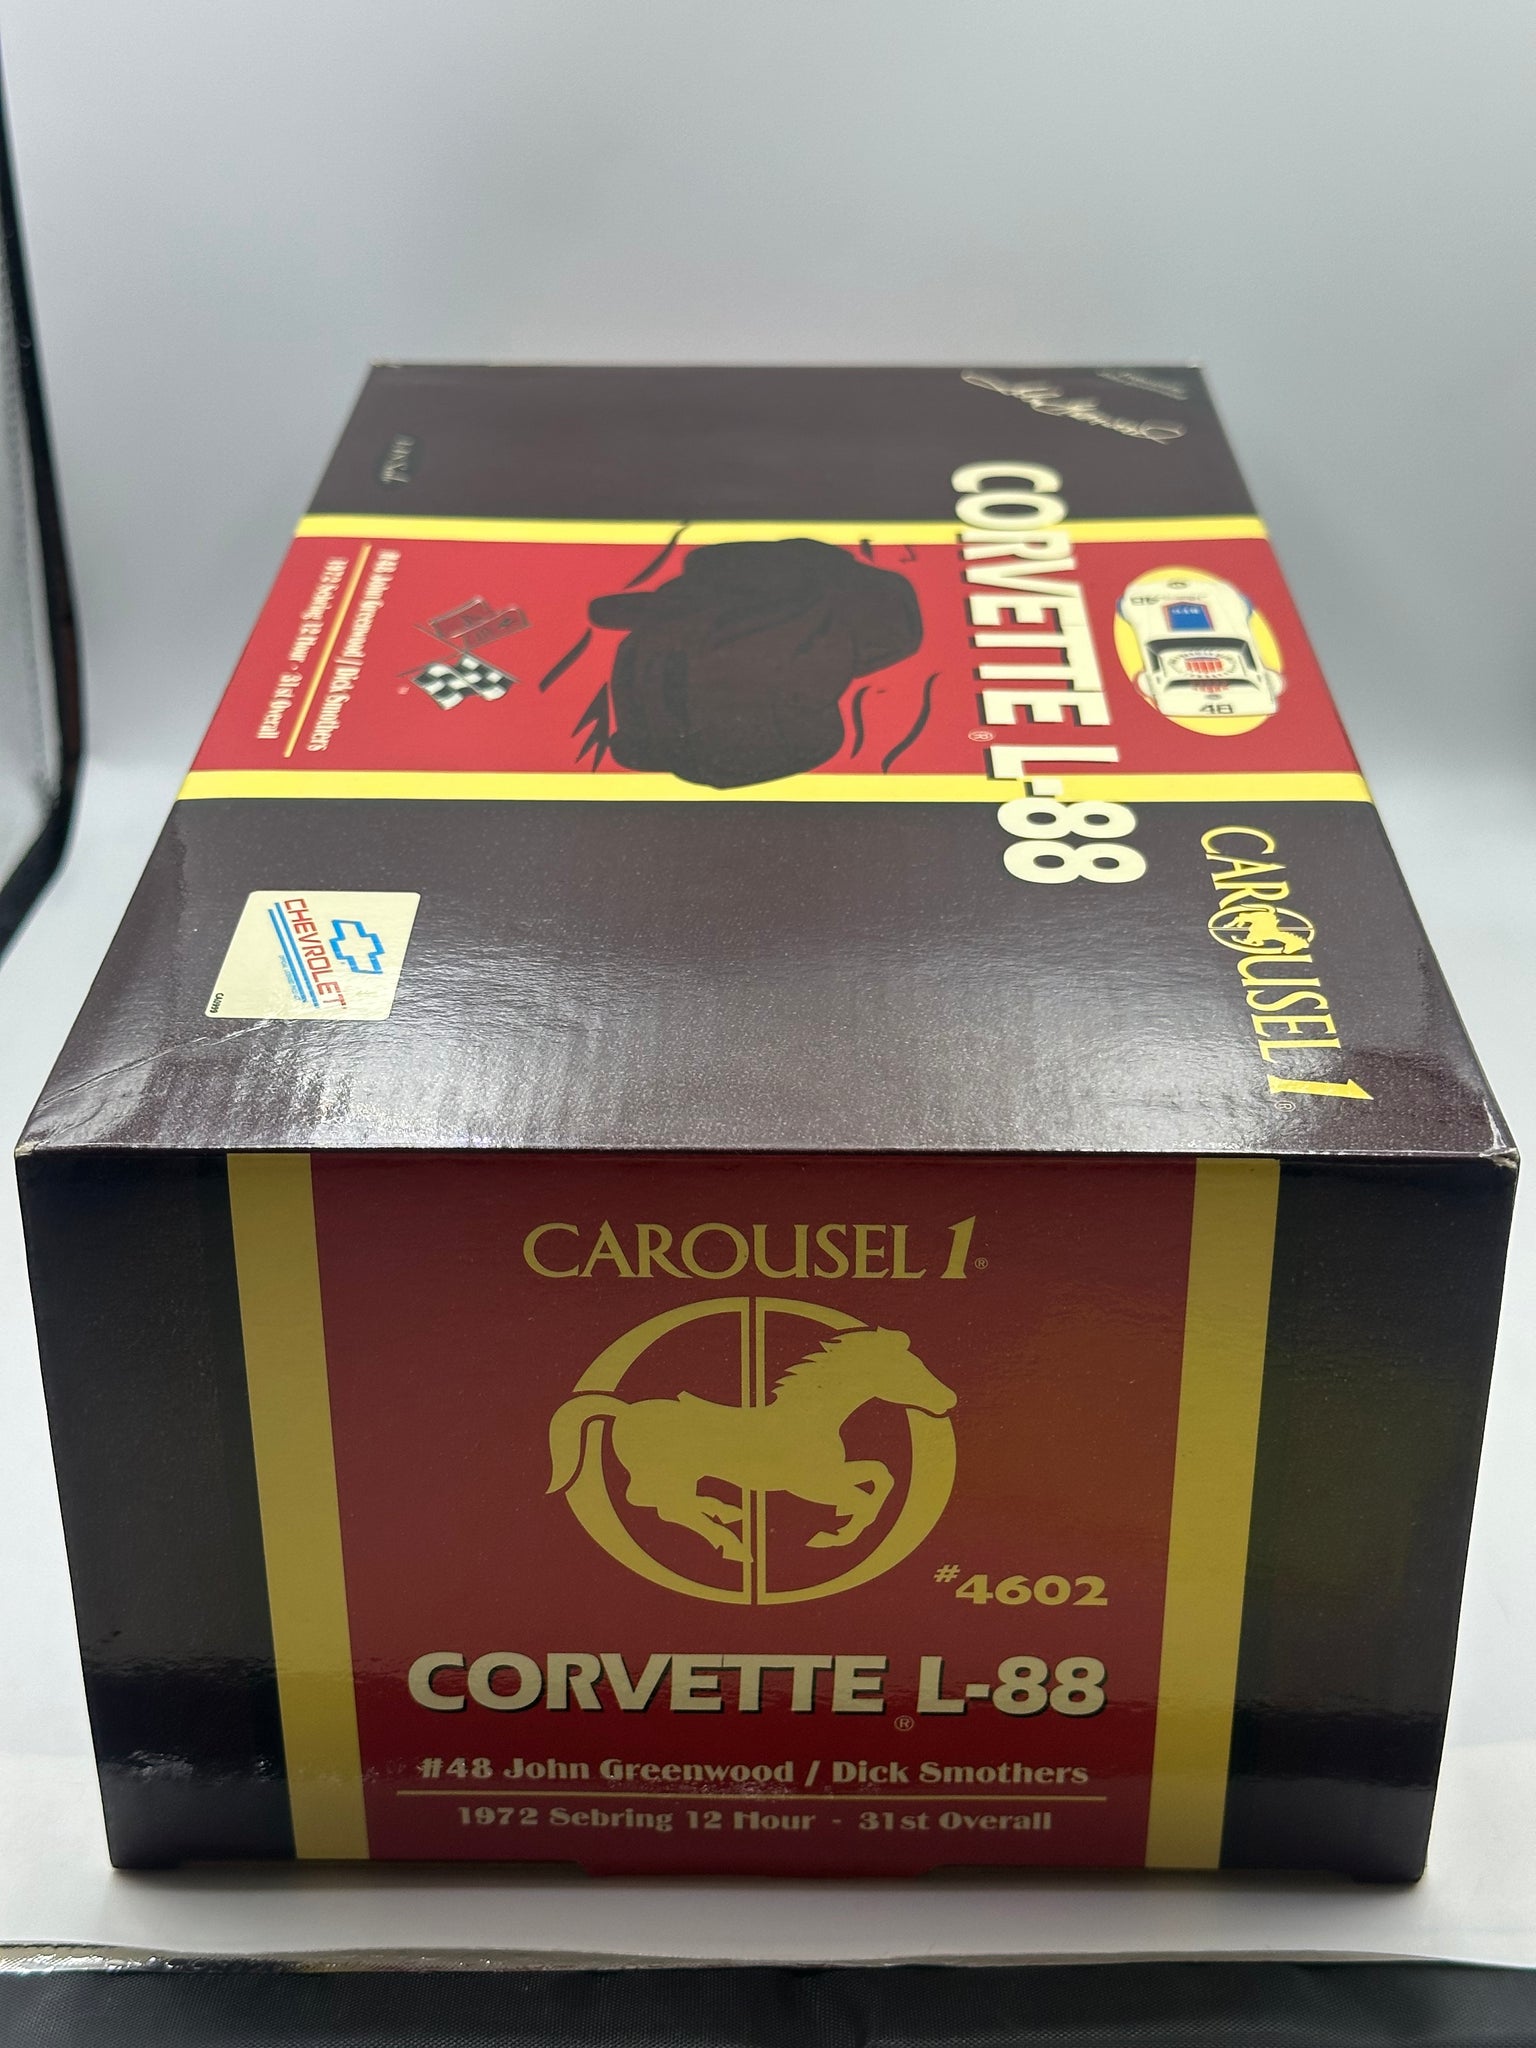 CORVETTE® L-88
CAROUSEL 1®
48
#48 John Greenwood / Dick Smothers
1972 Sebring 12 Hour - 31st Overall
CHEVROLET
CAROUSEL 1®
#4602
CORVETTE® L-88
#48 John Greenwood / Dick Smothers
1972 Sebring 12 Hour - 31st Overall